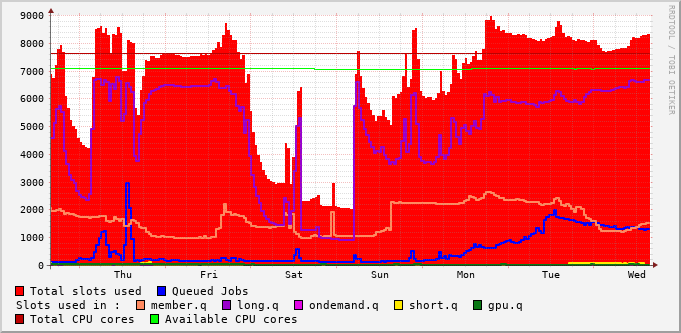 9000
8000
7000
6000
5000
4000
3000
2000
1000
0
Thu Fri Sat Sun Mon Tue Wed
RRDTOOL / TOBI OETIKER
Total slots used Queued Jobs
Slots used in : member.q long.q ondemand.q short.q gpu.q
Total CPU cores Available CPU cores